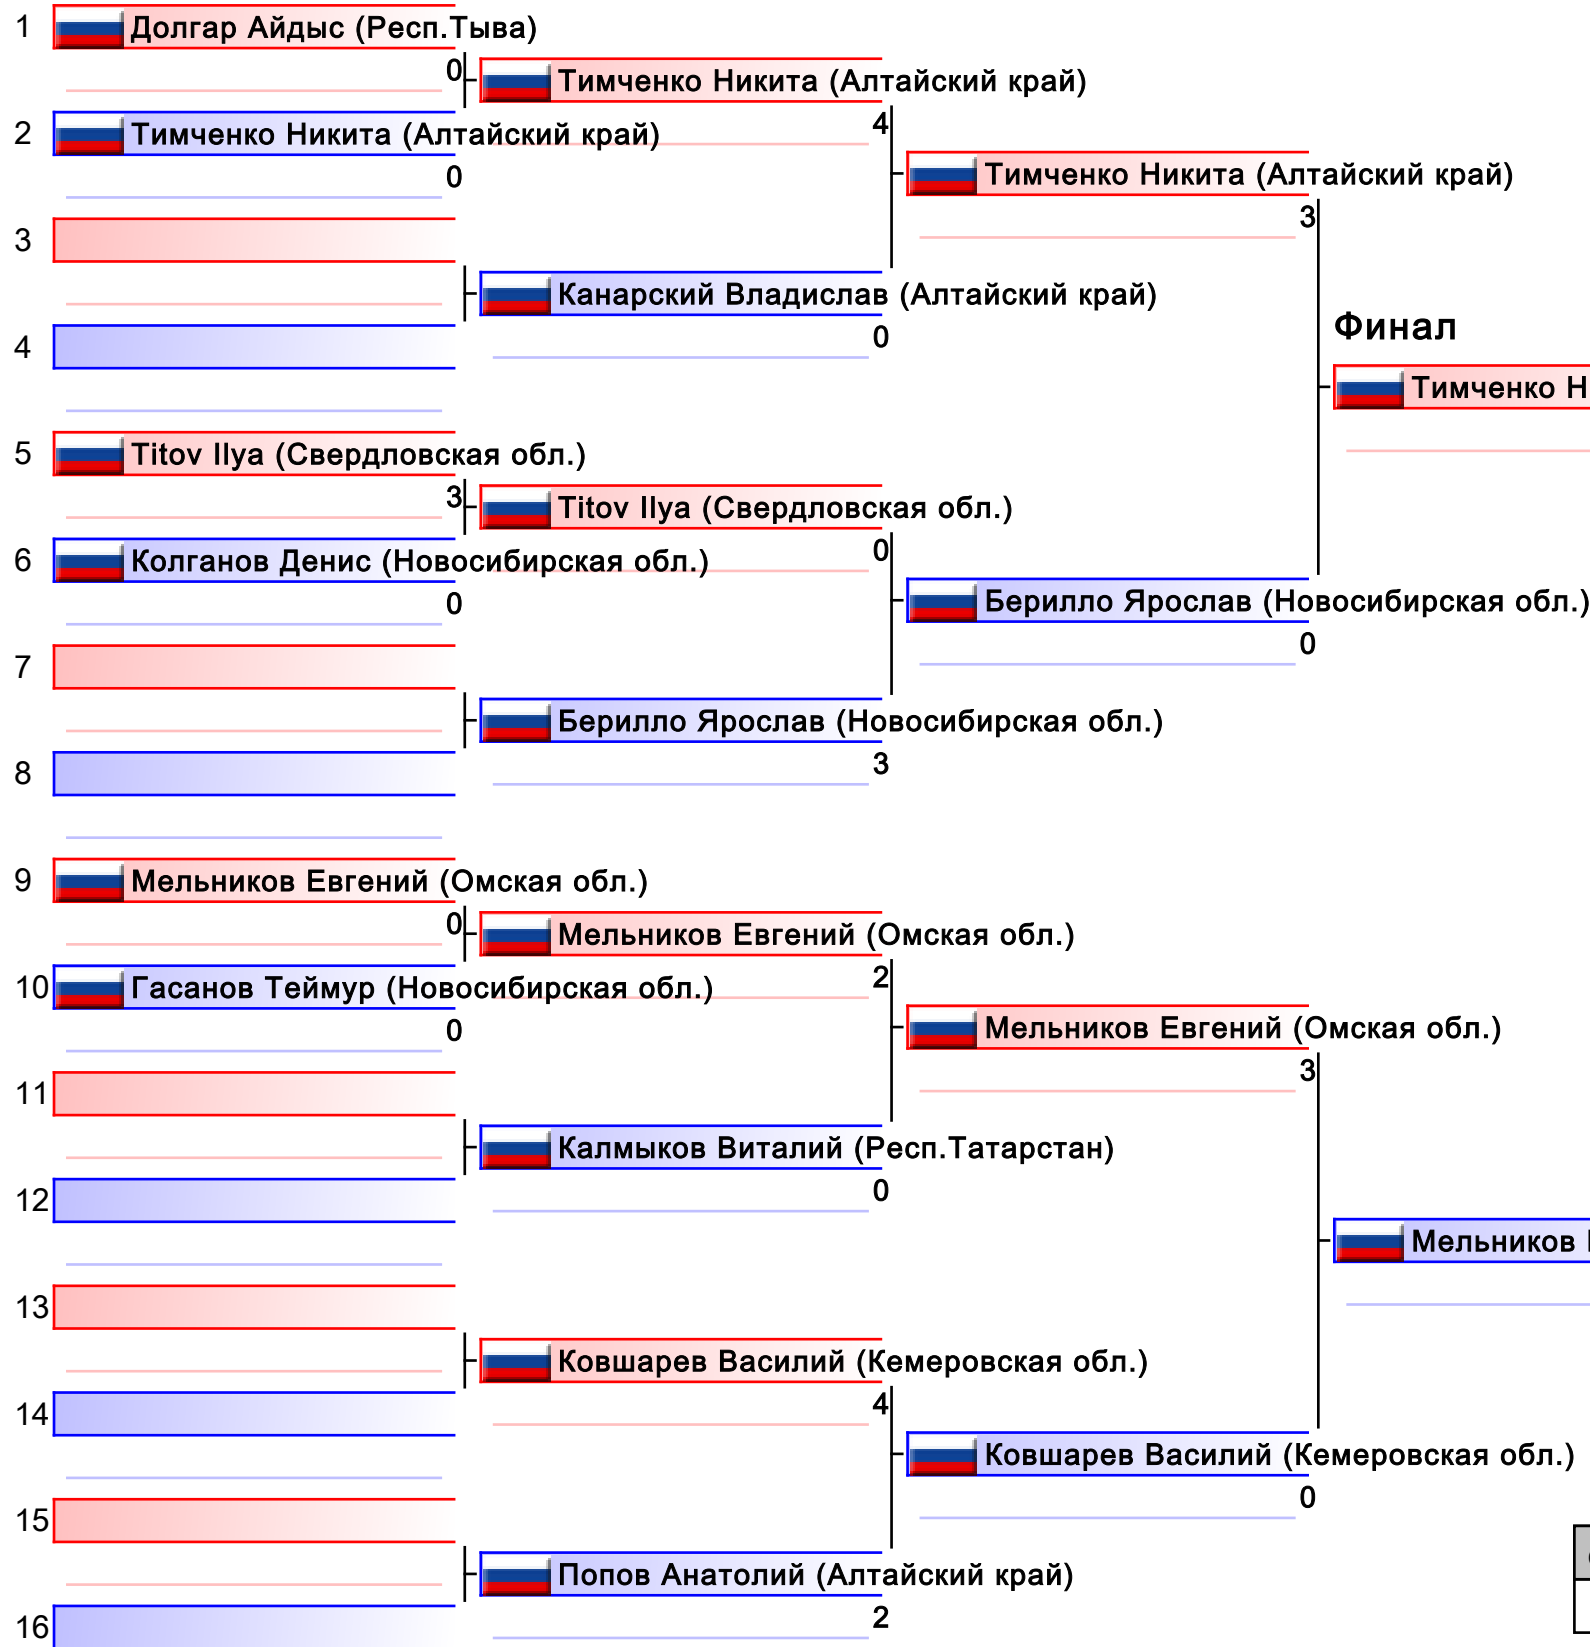 1 Долгар Айдыс (Респ.Тыва)
0
Тимченко Никита (Алтайский край)
4
2 Тимченко Никита (Алтайский край)
0
Тимченко Никита (Алтайский край)
3
3
Канарский Владислав (Алтайский край)
0
4
Финал
Тимченко Н
5 Titov Ilya (Свердловская обл.)
3
Titov Ilya (Свердловская обл.)
0
6 Колганов Денис (Новосибирская обл.)
0
Берилло Ярослав (Новосибирская обл.)
0
7
Берилло Ярослав (Новосибирская обл.)
3
8
9 Мельников Евгений (Омская обл.)
0
Мельников Евгений (Омская обл.)
2
10 Гасанов Теймур (Новосибирская обл.)
0
Мельников Евгений (Омская обл.)
3
11
Калмыков Виталий (Респ.Татарстан)
0
12
Мельников
13
Ковшарев Василий (Кемеровская обл.)
4
14
Ковшарев Василий (Кемеровская обл.)
0
15
Попов Анатолий (Алтайский край)
2
16